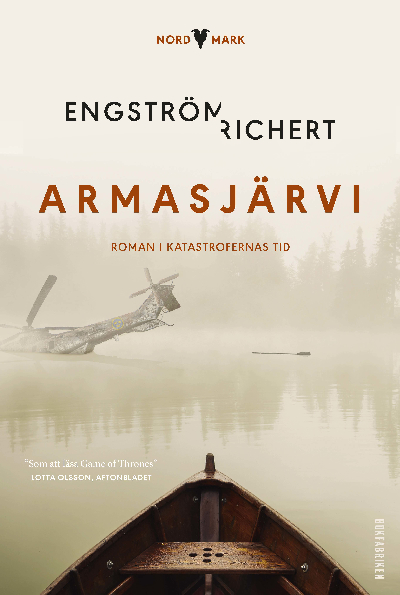 NORD MARK
ENGSTRÖM
RICHERT
ARMASJÄRVI
ROMAN I KATASTROFERNAS TID
"Som att läsa Game of Thrones"
LOTTA OLSSON, AFTONBLADET
BOKFABRIKEN